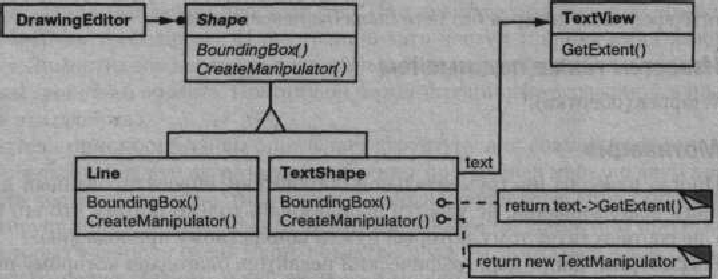 DrawingEditor
Shape
BoundingBox()
CreateManipulator()
TextView
GetExtent()
Line
BoundingBox()
CreateManipulator()
TextShape
BoundingBox()
CreateManipulator()
text
return text->GetExtent()
return new TextManipulator